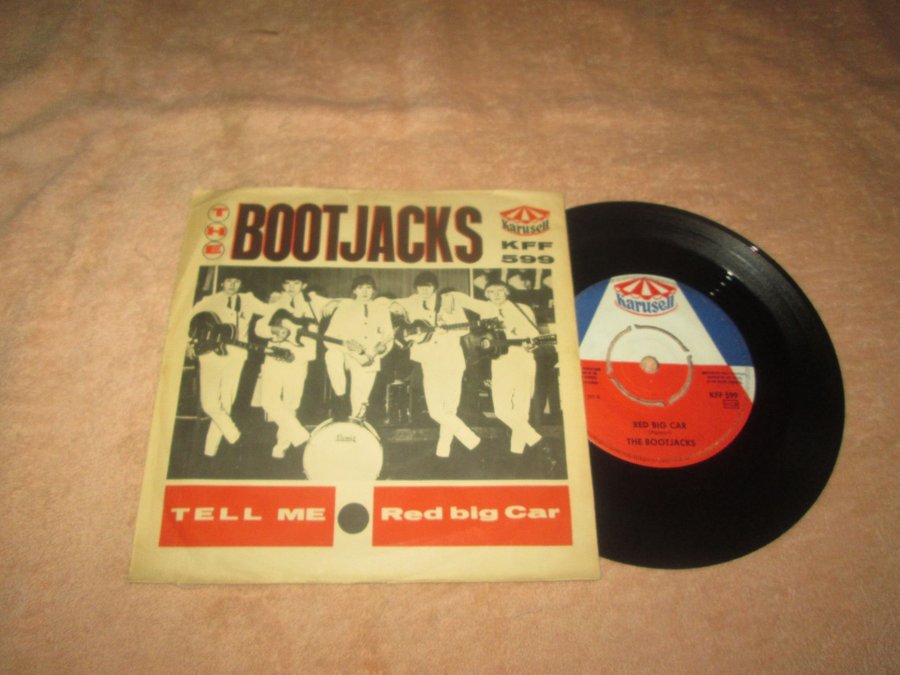 THE
BOOTJACKS
Karusell
KFF
599
TELL ME
Red big Car
Karusell
KFF 599
RED BIG CAR
THE BOOTJACKS